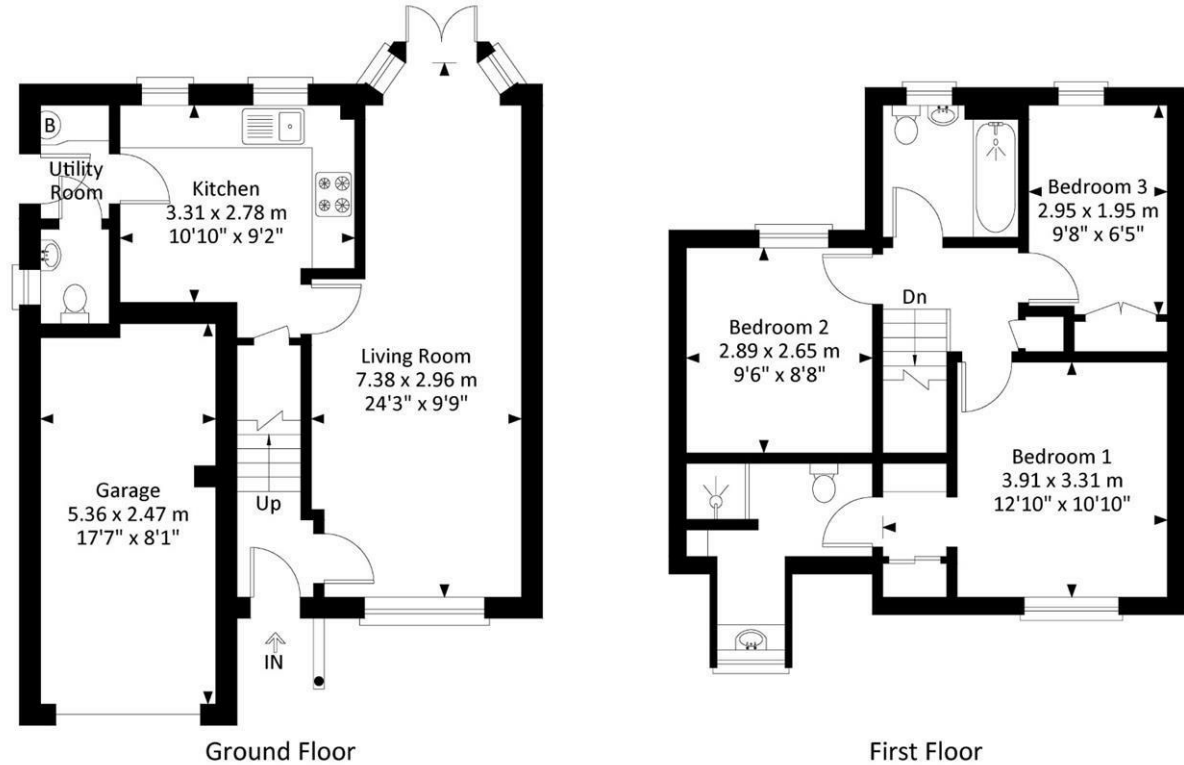 B
Utility
Room
Kitchen
3.31 x 2.78 m
10'10" x 9'2"
Living Room
7.38 x 2.96 m
24'3" x 9'9"
Garage
5.36 x 2.47 m
17'7" x 8'1"
Up
IN
Ground Floor
Bedroom 3
2.95 x 1.95 m
9'8" x 6'5"
Dn
Bedroom 2
2.89 x 2.65 m
9'6" x 8'8"
Bedroom 1
3.91 x 3.31 m
12'10" x 10'10"
First Floor